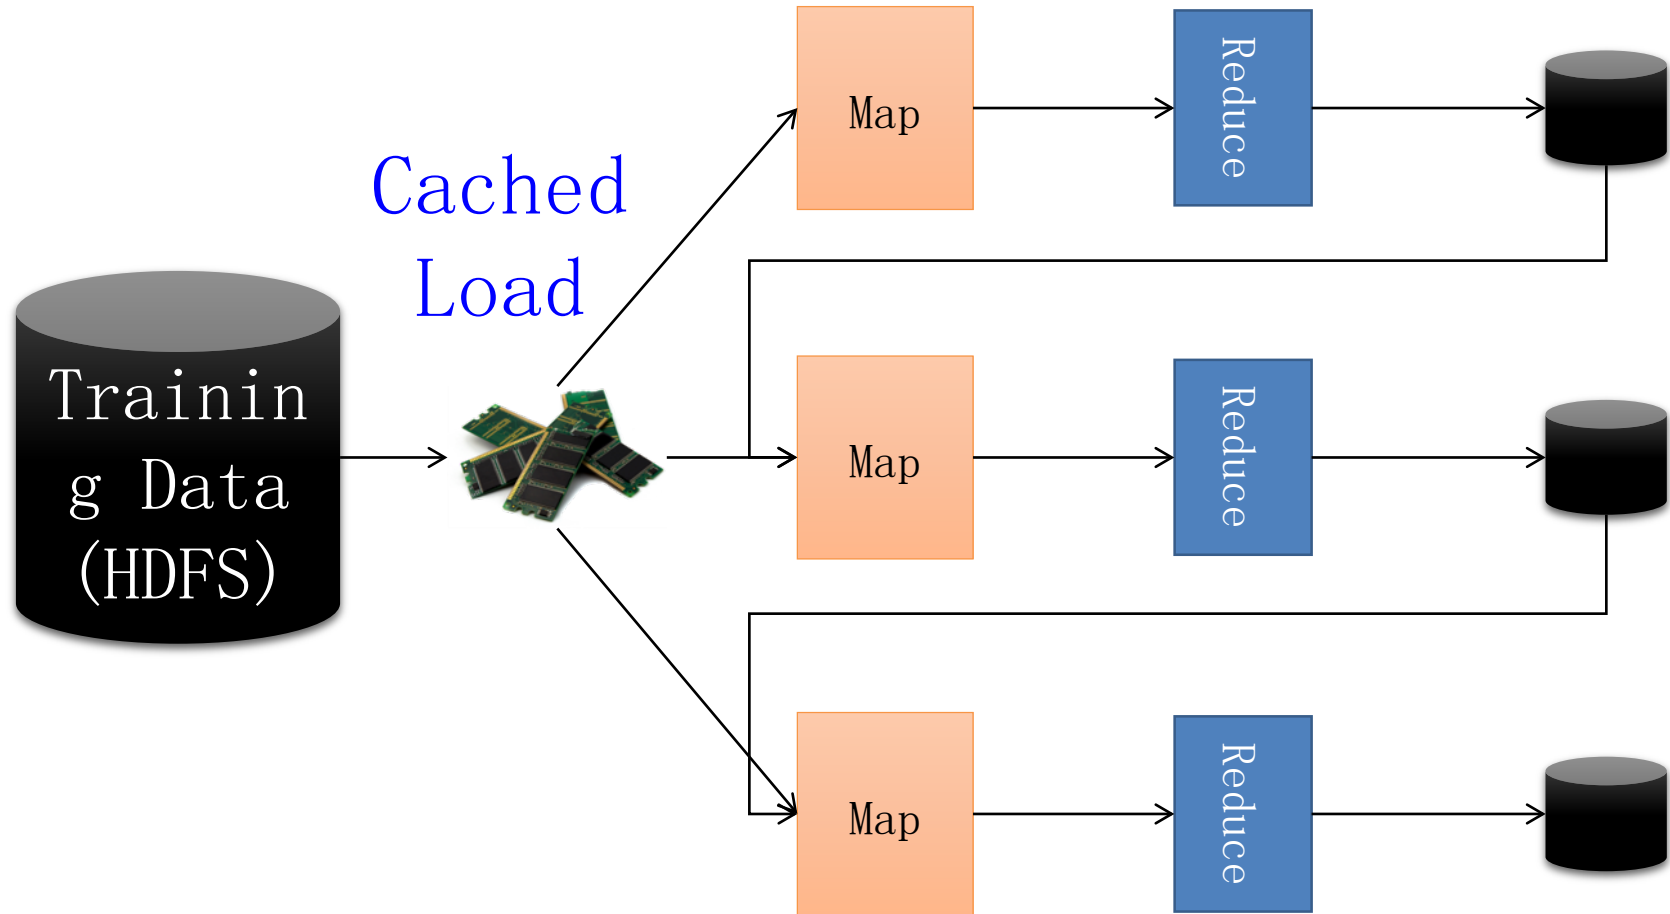 Cached
Load
Trainin
g Data
(HDFS)
Map
Reduce
Map
Reduce
Map
Reduce